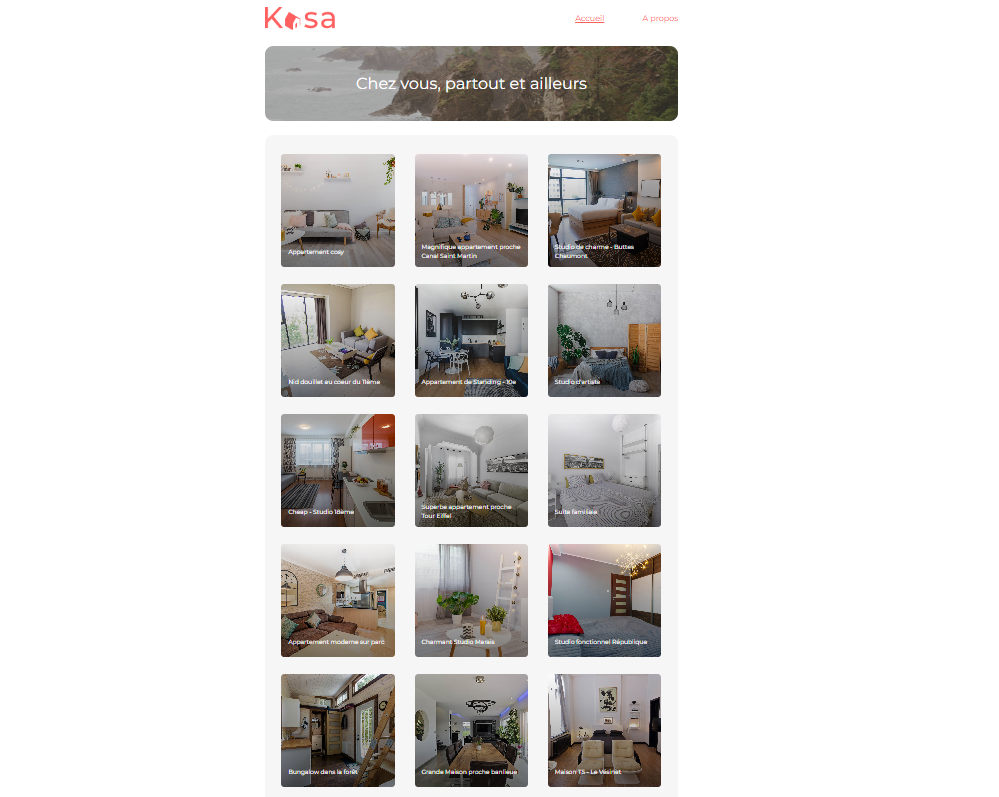 Kasa
Accueil
A propos
Chez vous, partout et ailleurs
Appartement cosy
Magnifique appartement proche
Canal Saint Martin
Studio de charme - Buttes
Chaumont
Nid douillet au coeur du 11ème
Appartement de Standing - 10e
Studio d'artiste
Cheap - Studio 18ème
Superbe appartement proche
Tour Eiffel
Suite familiale
Appartement moderne sur parc
Charmant Studio Marais
Studio fonctionnel République
Bungalow dans la forêt
Grande Maison proche banlieue
Maison T5 - Le Vésinet